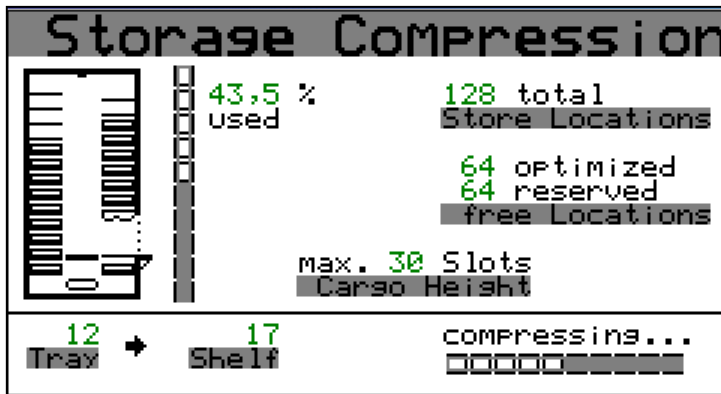 Storage Compression
43,5 % 128 total
used Store Locations
64 optimized
64 reserved
free Locations
max. 30 Slots
Cargo Height
12 17 compressing...
Tray Shelf